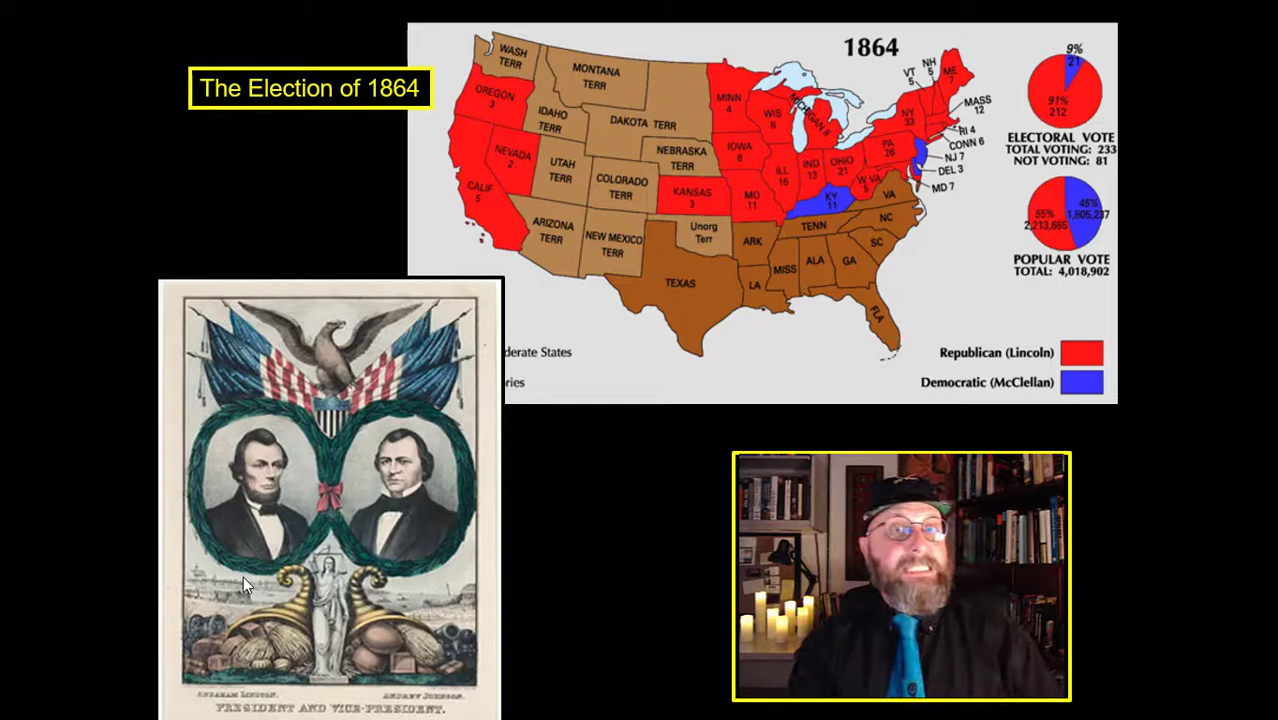 The Election of 1864
1864
WASH
TERR
OREGON
3
CALIF
5
NEVADA
2
IDAHO
TERR
MONTANA
TERR
DAKOTA TERR
NEBRASKA
TERR
UTAH
TERR
COLORADO
TERR
KANSAS
3
ARIZONA
TERR
NEW MEXICO
TERR
Unorg
Terr
TEXAS
MINN
4
IOWA
8
MO
11
ARK
LA
WIS
8
ILL
16
MICHIGAN 8
IND
13
OHIO
21
KY
11
TENN
MISS
ALA
GA
FLA
SC
NC
VA
W VA
5
PA
26
NY
33
VT
5
NH
5
ME
7
MASS
12
RI 4
CONN 6
NJ 7
DEL 3
MD 7
9%
21
91%
212
ELECTORAL VOTE
TOTAL VOTING: 233
NOT VOTING: 81
55%
2,213,665
45%
1,805,237
POPULAR VOTE
TOTAL: 4,018,902
derate States
ries
Republican (Lincoln)
Democratic (McClellan)
ABRAHAM LINCOLN.
ANDREW JOHNSON.
PRESIDENT AND VICE-PRESIDENT.